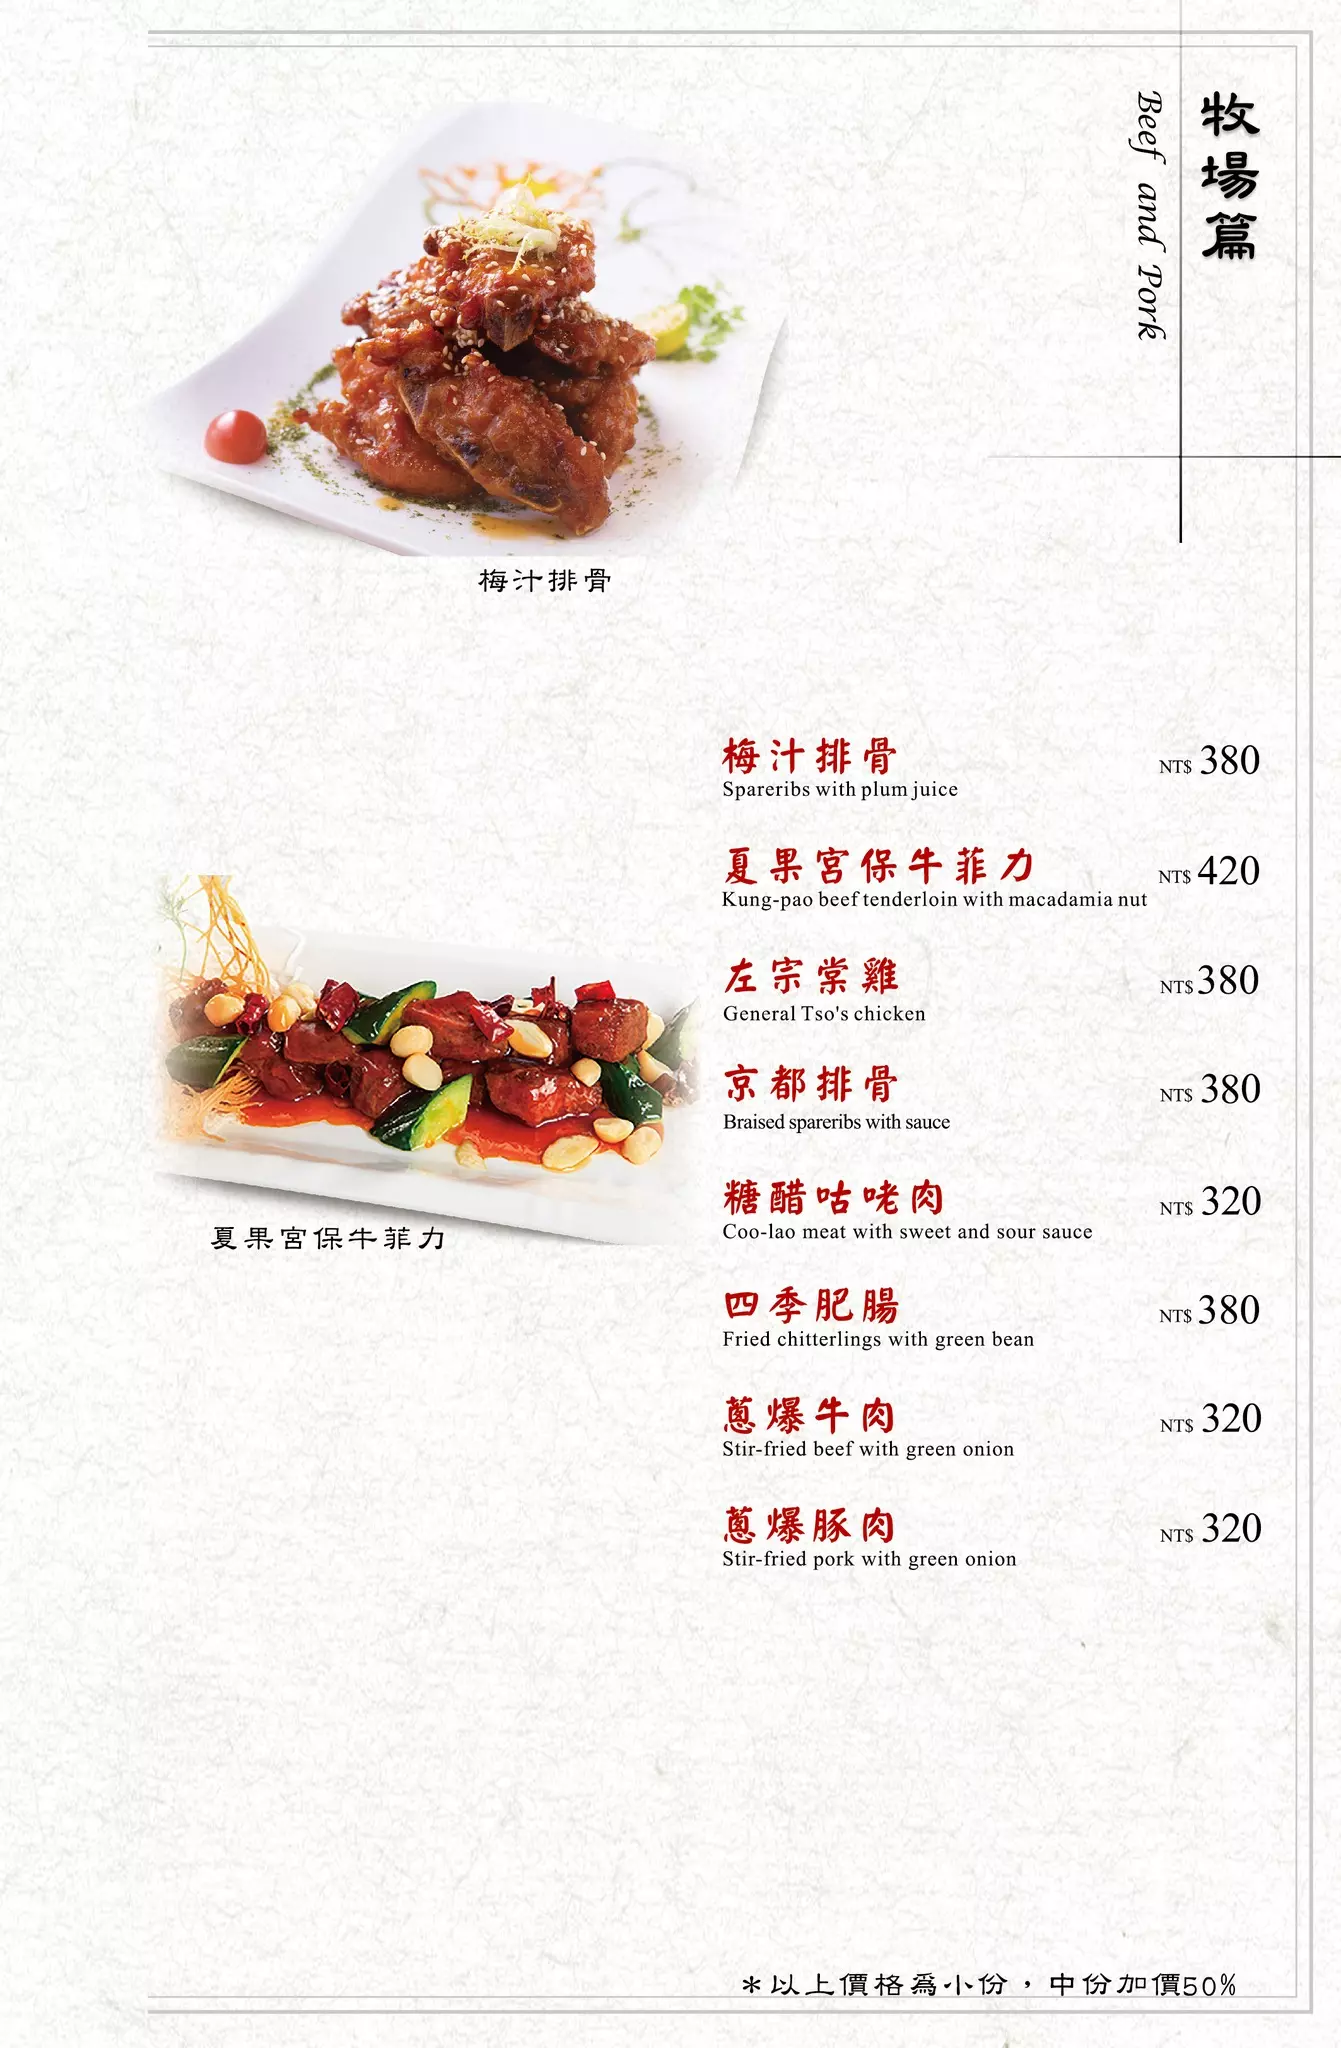 牧場篇
Beef and Pork
梅汁排骨
梅汁排骨 NT$ 380
Spareribs with plum juice
夏果宮保牛菲力 NT$ 420
Kung-pao beef tenderloin with macadamia nut
夏果宮保牛菲力
左宗棠雞 NT$ 380
General Tso's chicken
京都排骨 NT$ 380
Braised spareribs with sauce
糖醋咕咾肉 NT$ 320
Coo-lao meat with sweet and sour sauce
四季肥腸 NT$ 380
Fried chitterlings with green bean
蔥爆牛肉 NT$ 320
Stir-fried beef with green onion
蔥爆豚肉 NT$ 320
Stir-fried pork with green onion
＊以上價格為小份，中份加價50%